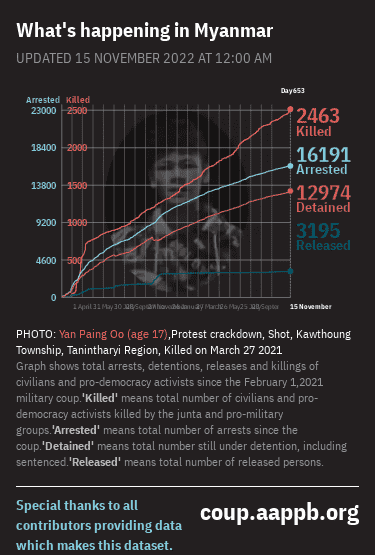 What's happening in Myanmar
UPDATED 15 NOVEMBER 2022 AT 12:00 AM
Day653
Arrested Killed
23000 2500
2463
Killed
18400 2000
16191
Arrested
13800 1500
12974
Detained
9200 1000
3195
Released
4600 500
0
1 April 31 May 30
15 November
PHOTO: Yan Paing Oo (age 17),Protest crackdown, Shot, Kawthoung
Township, Tanintharyi Region, Killed on March 27 2021
Graph shows total arrests, detentions, releases and killings of
civilians and pro-democracy activists since the February 1,2021
military coup.'Killed' means total number of civilians and pro-
democracy activists killed by the junta and pro-military
groups.'Arrested' means total number of arrests since the
coup.'Detained' means total number still under detention, including
sentenced.'Released' means total number of released persons.
Special thanks to all
contributors providing data
which makes this dataset.
coup.aappb.org